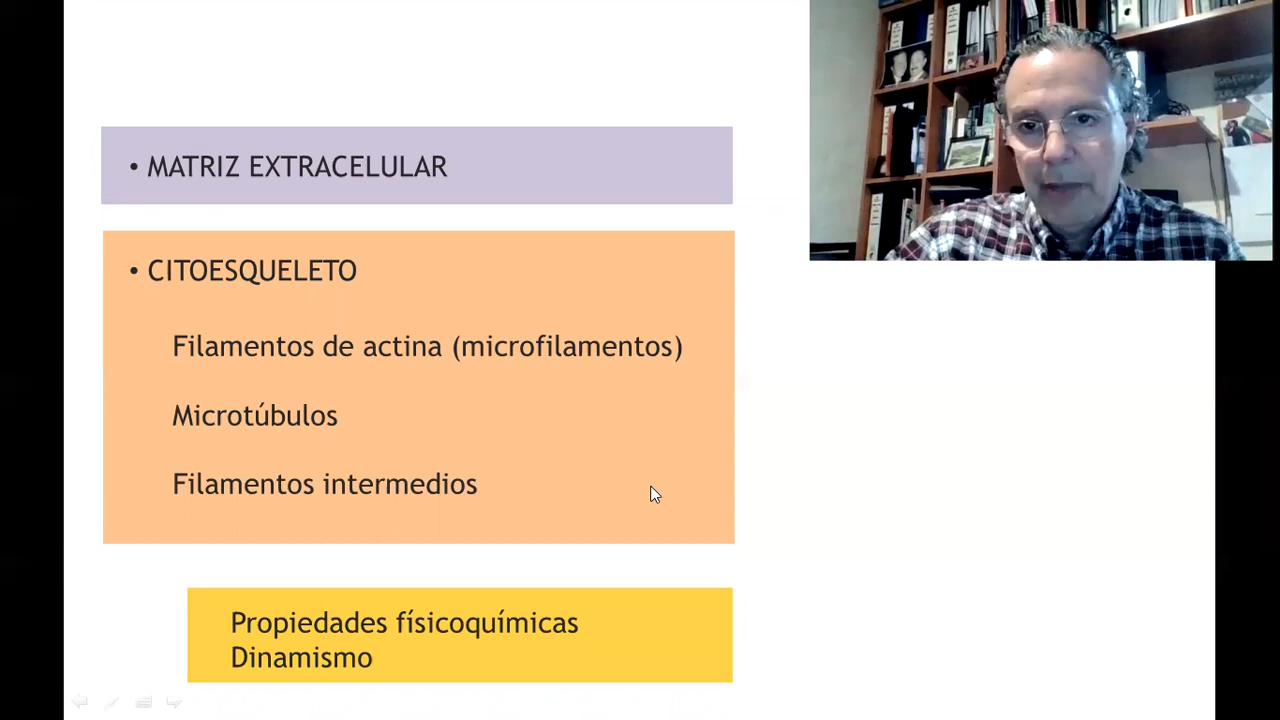 • MATRIZ EXTRACELULAR
• CITOESQUELETO
Filamentos de actina (microfilamentos)
Microtúbulos
Filamentos intermedios
Propiedades físicoquímicas
Dinamismo